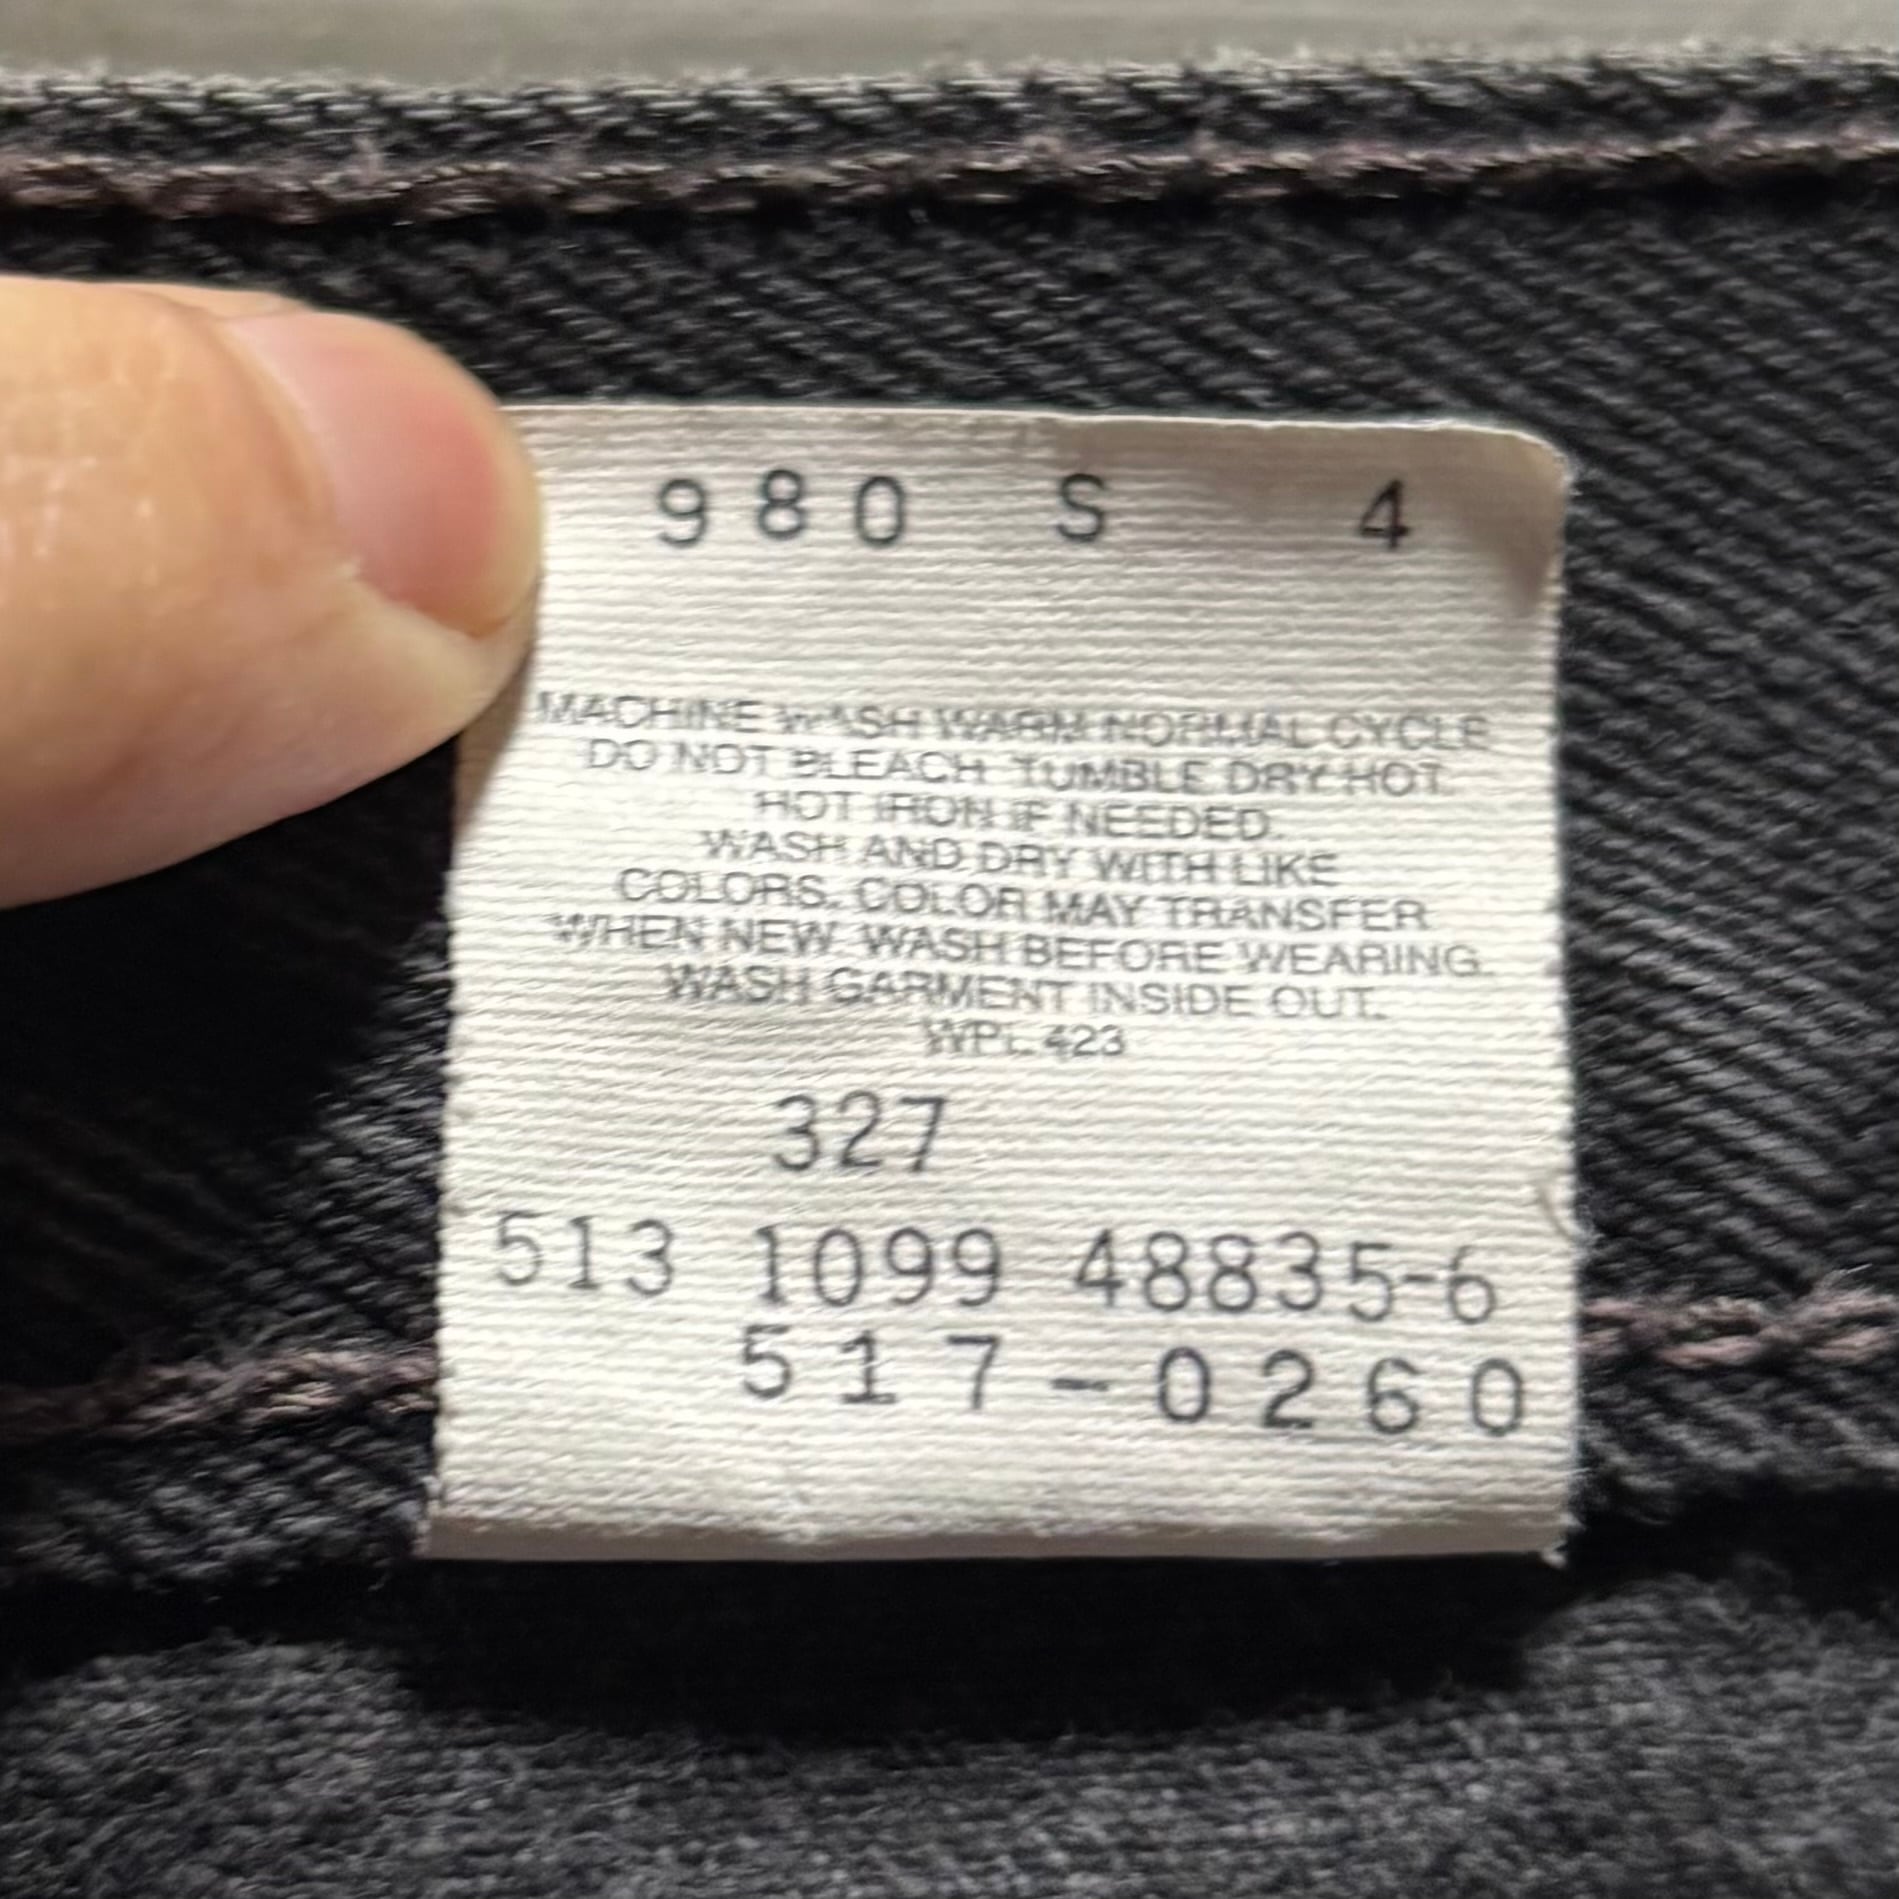 980 S 4
MACHINE WASH WARM NORMAL CYCLE
DO NOT BLEACH TUMBLE DRY HOT.
HOT IRON IF NEEDED.
WASH AND DRY WITH LIKE
COLORS. COLOR MAY TRANSFER
WHEN NEW. WASH BEFORE WEARING.
WASH GARMENT INSIDE OUT.
WPL 423
327
513 1099 48835-6
517-0260